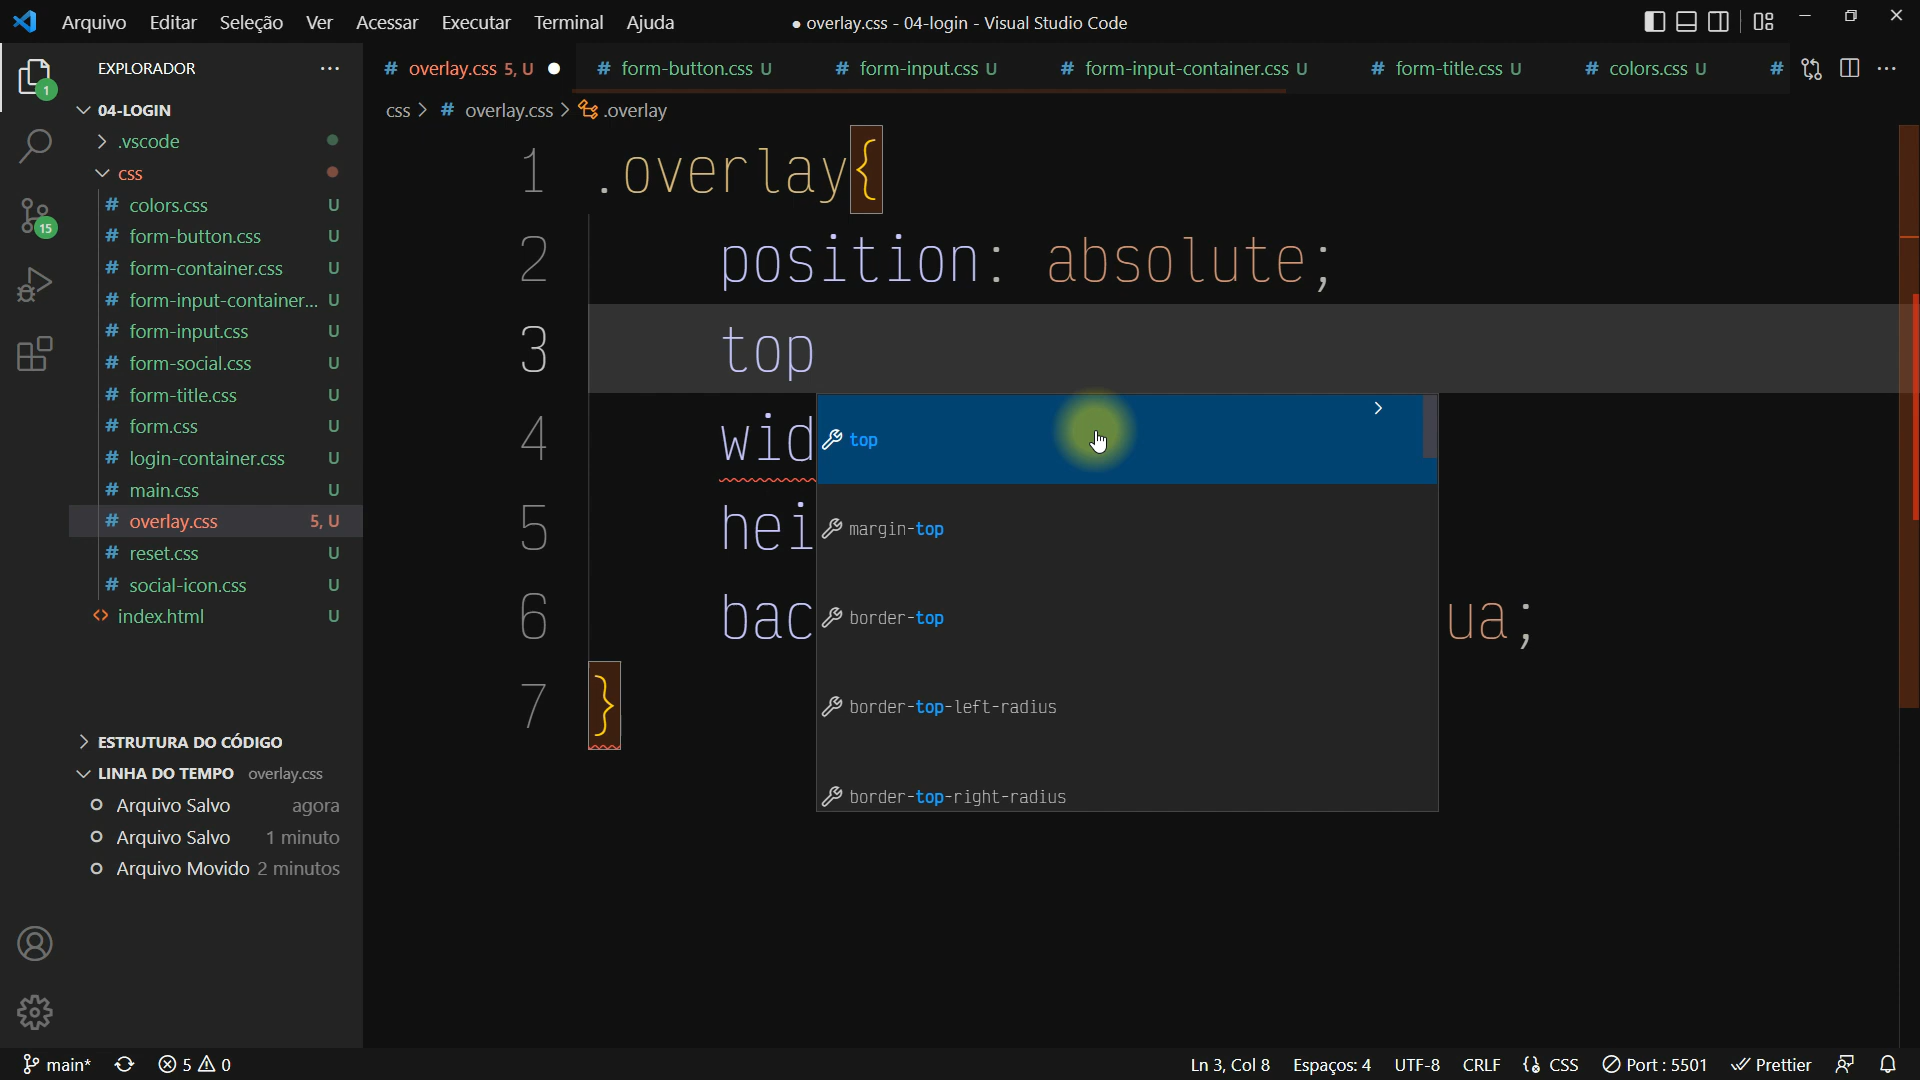 Arquivo Editar Seleção Ver Acessar Executar Terminal Ajuda
● overlay.css - 04-login - Visual Studio Code
EXPLORADOR ···
1
# overlay.css 5, U ●
# form-button.css U
# form-input.css U
# form-input-container.css U
# form-title.css U
# colors.css U
#
04-LOGIN
css > # overlay.css > .overlay
.vscode
css
# colors.css U
# form-button.css U
# form-container.css U
# form-input-container... U
# form-input.css U
# form-social.css U
# form-title.css U
# form.css U
# login-container.css U
# main.css U
# overlay.css 5, U
# reset.css U
# social-icon.css U
<> index.html U
15
1 .overlay{
2 position: absolute;
3 top
4 wid
5 hei
6 bac ua;
7 }
top
margin-top
border-top
border-top-left-radius
border-top-right-radius
ESTRUTURA DO CÓDIGO
LINHA DO TEMPO overlay.css
Arquivo Salvo agora
Arquivo Salvo 1 minuto
Arquivo Movido 2 minutos
main* 5 0
Ln 3, Col 8 Espaços: 4 UTF-8 CRLF CSS Port : 5501 Prettier